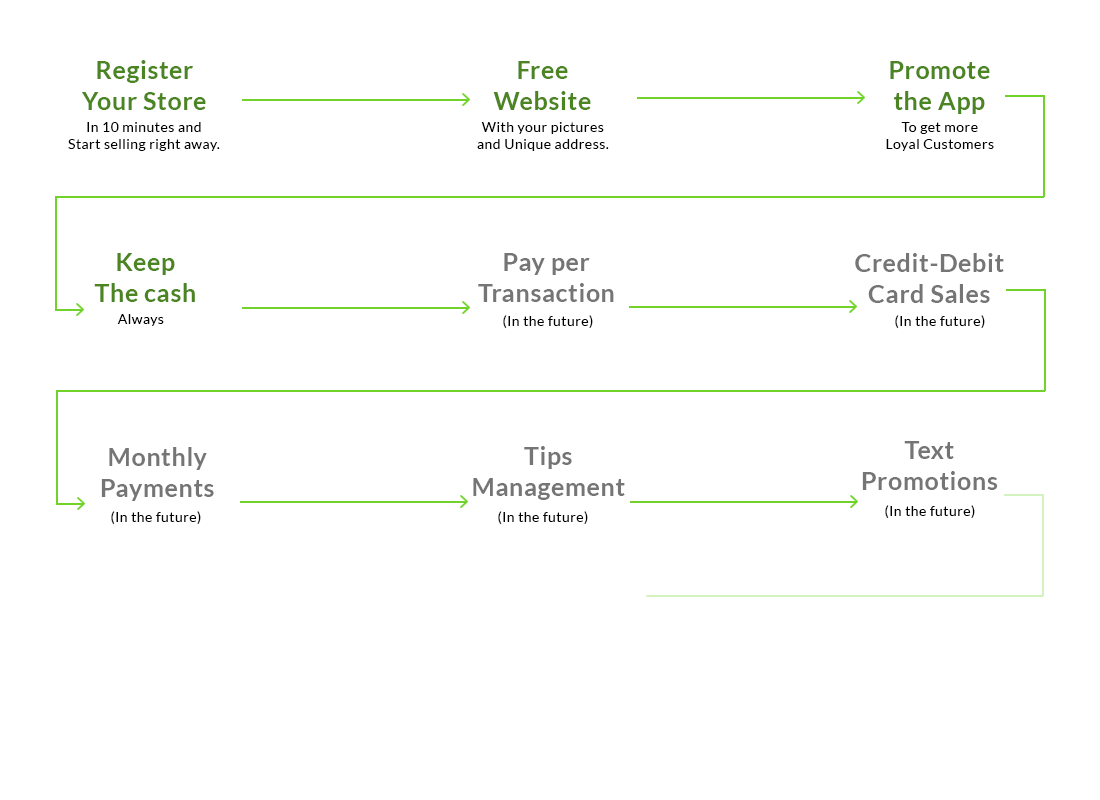 Register
Your Store
In 10 minutes and
Start selling right away.
Free
Website
With your pictures
and Unique address.
Promote
the App
To get more
Loyal Customers
Keep
The cash
Always
Pay per
Transaction
(In the future)
Credit-Debit
Card Sales
(In the future)
Monthly
Payments
(In the future)
Tips
Management
(In the future)
Text
Promotions
(In the future)